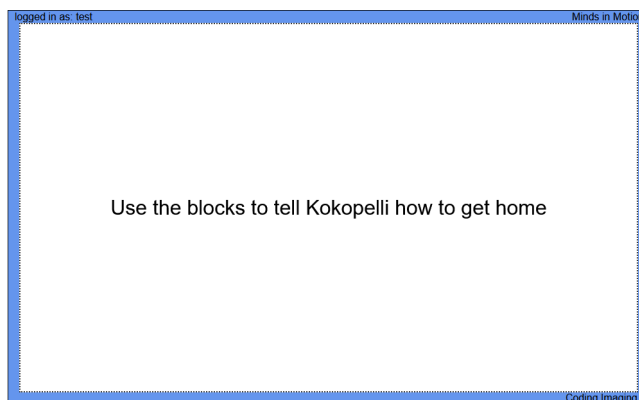 logged in as: test
Minds in Motio
Use the blocks to tell Kokopelli how to get home
Coding Imaging